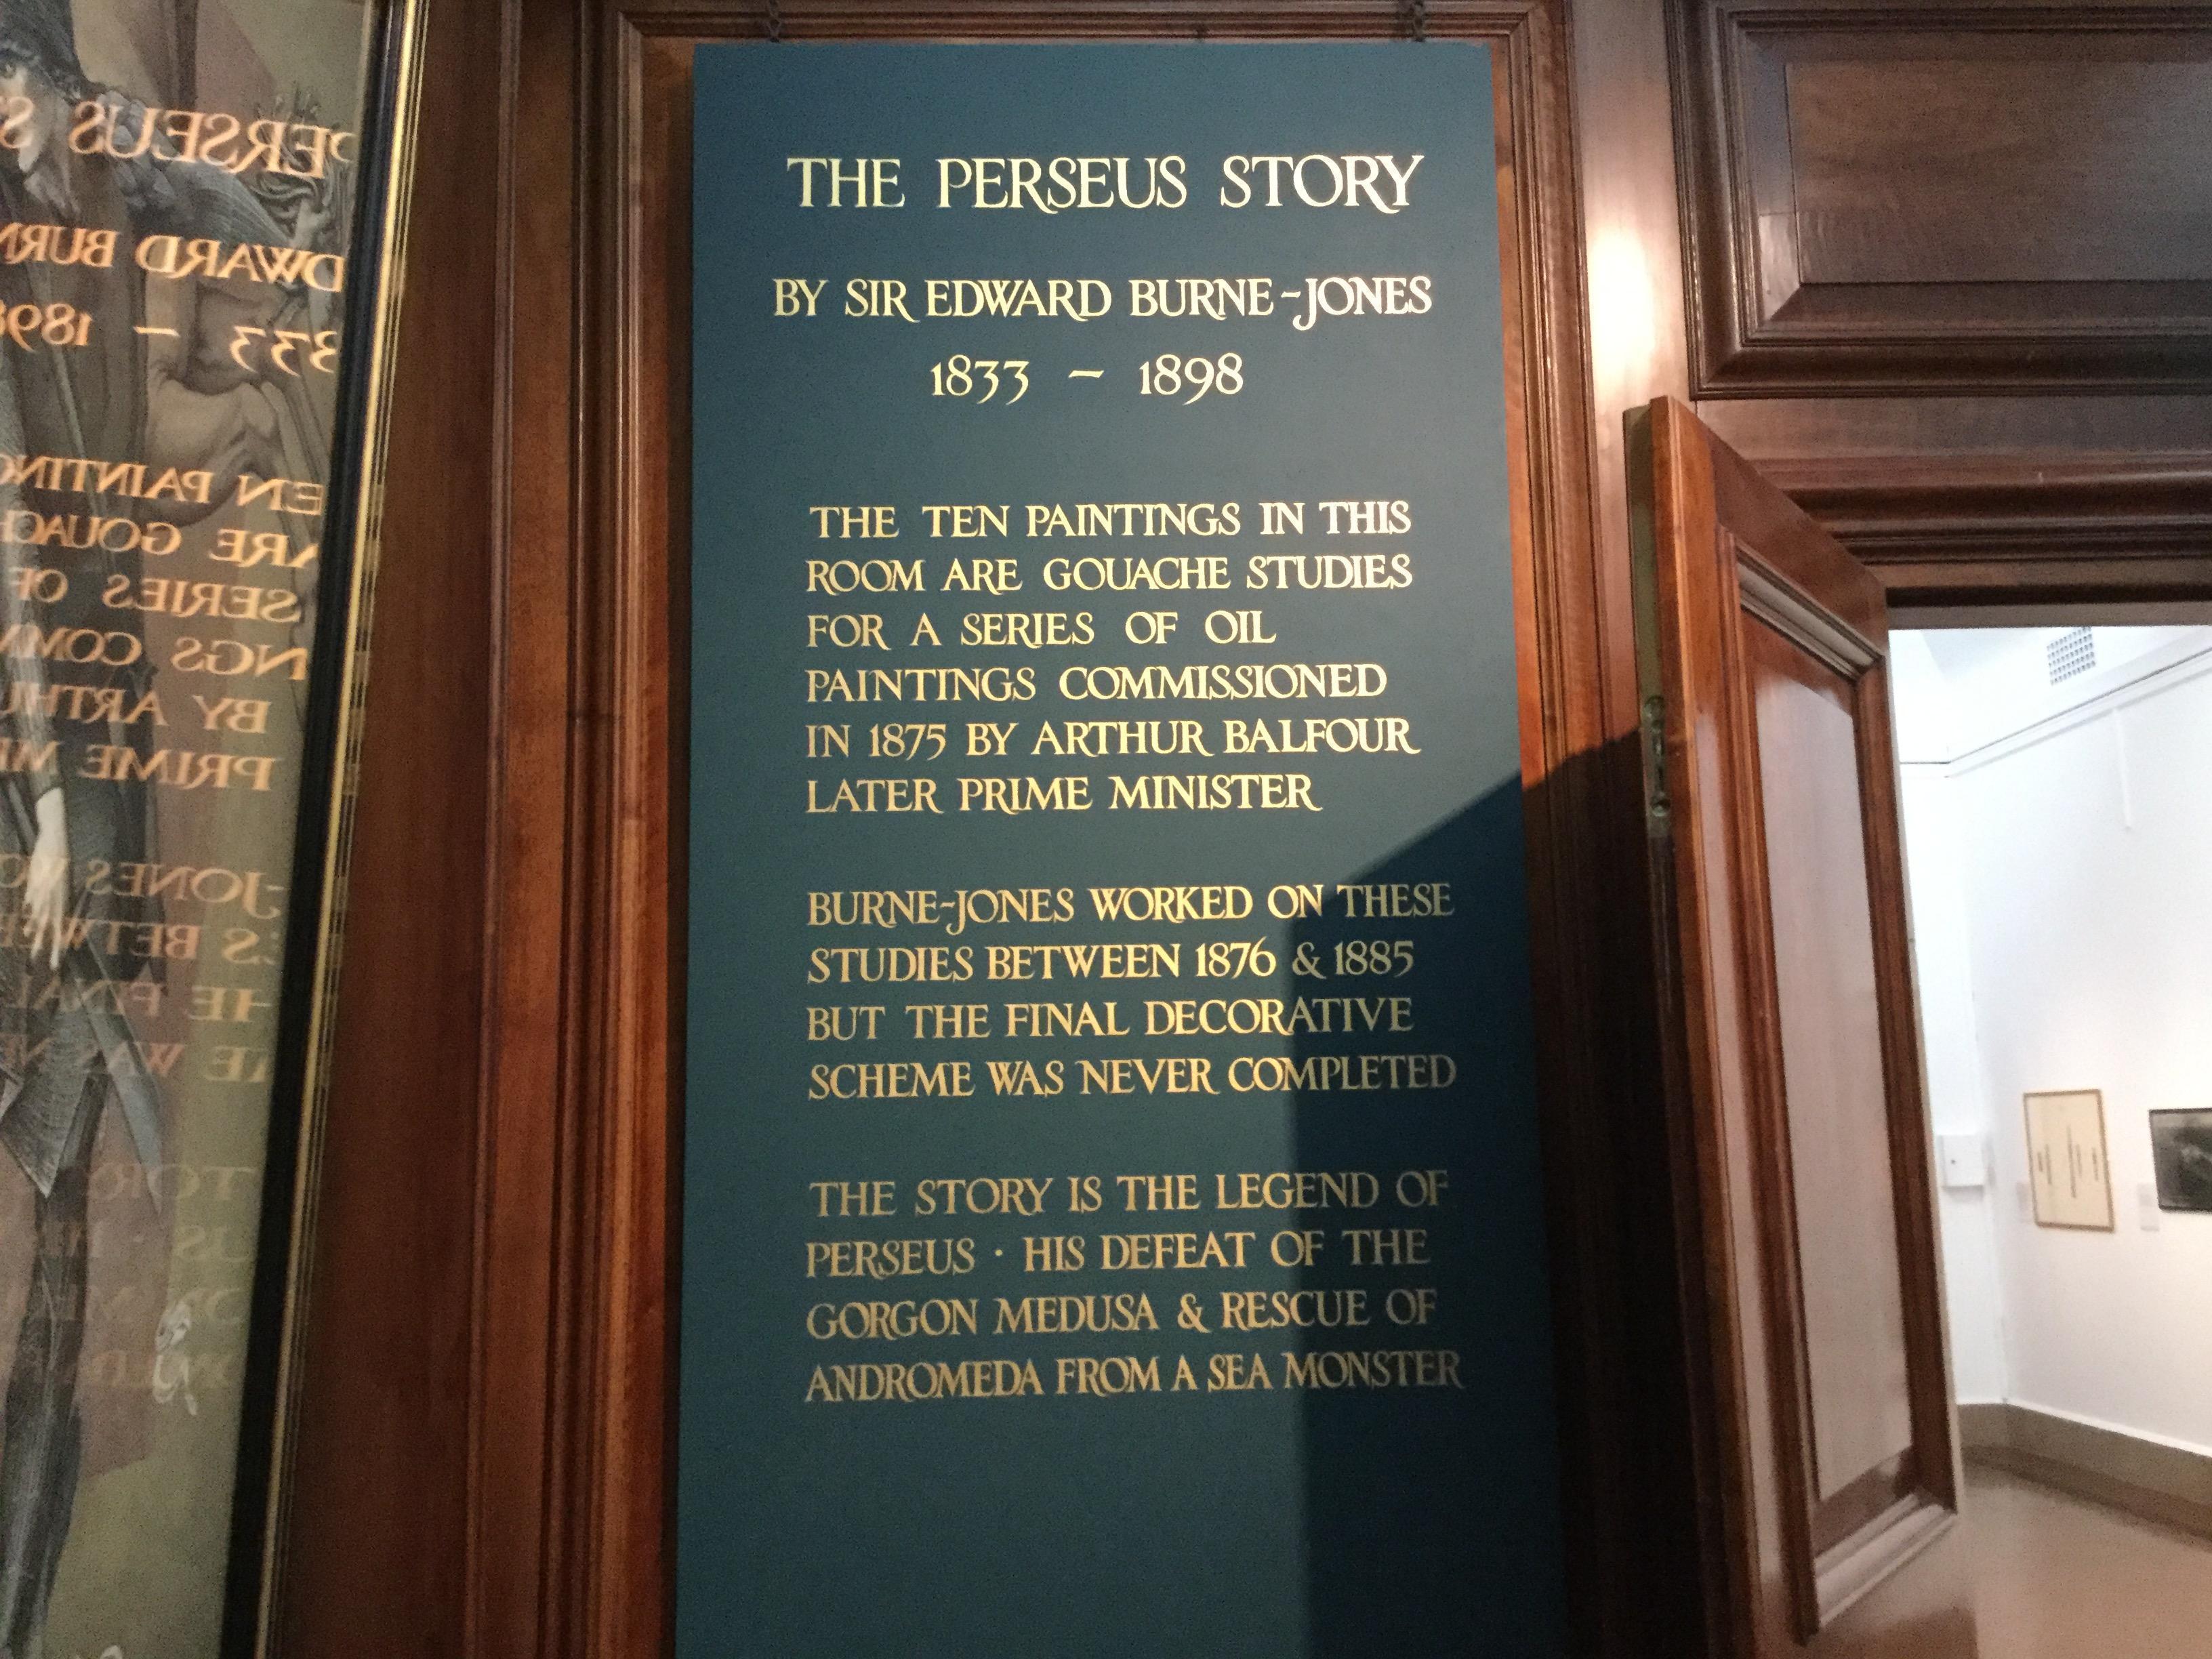 THE PERSEUS STORY
BY SIR EDWARD BURNE-JONES
1833 - 1898
THE TEN PAINTINGS IN THIS
ROOM ARE GOUACHE STUDIES
FOR A SERIES OF OIL
PAINTINGS COMMISSIONED
IN 1875 BY ARTHUR BALFOUR
LATER PRIME MINISTER
BURNE-JONES WORKED ON THESE
STUDIES BETWEEN 1876 & 1885
BUT THE FINAL DECORATIVE
SCHEME WAS NEVER COMPLETED
THE STORY IS THE LEGEND OF
PERSEUS · HIS DEFEAT OF THE
GORGON MEDUSA & RESCUE OF
ANDROMEDA FROM A SEA MONSTER